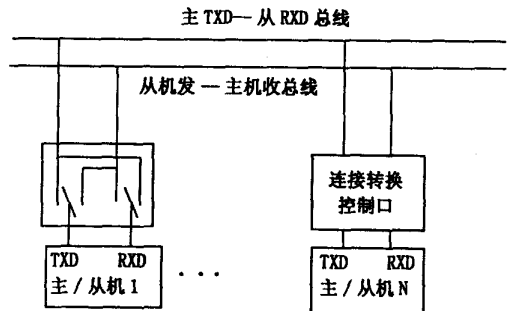 主 TXD— 从 RXD 总线
从机发 — 主机收总线
连接转换
控制口
TXD RXD
主 / 从机 1
. . .
TXD RXD
主 / 从机 N